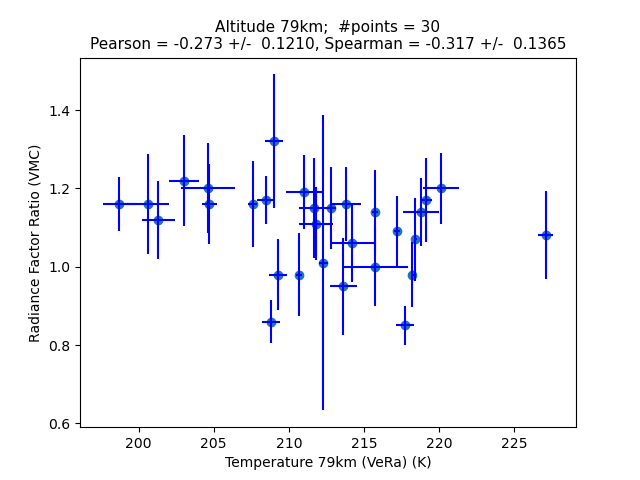 Altitude 79km;  #points = 30
Pearson = -0.273 +/-  0.1210, Spearman = -0.317 +/-  0.1365
1.4
1.2
1.0
0.8
0.6
Radiance Factor Ratio (VMC)
200 205 210 215 220 225
Temperature 79km (VeRa) (K)